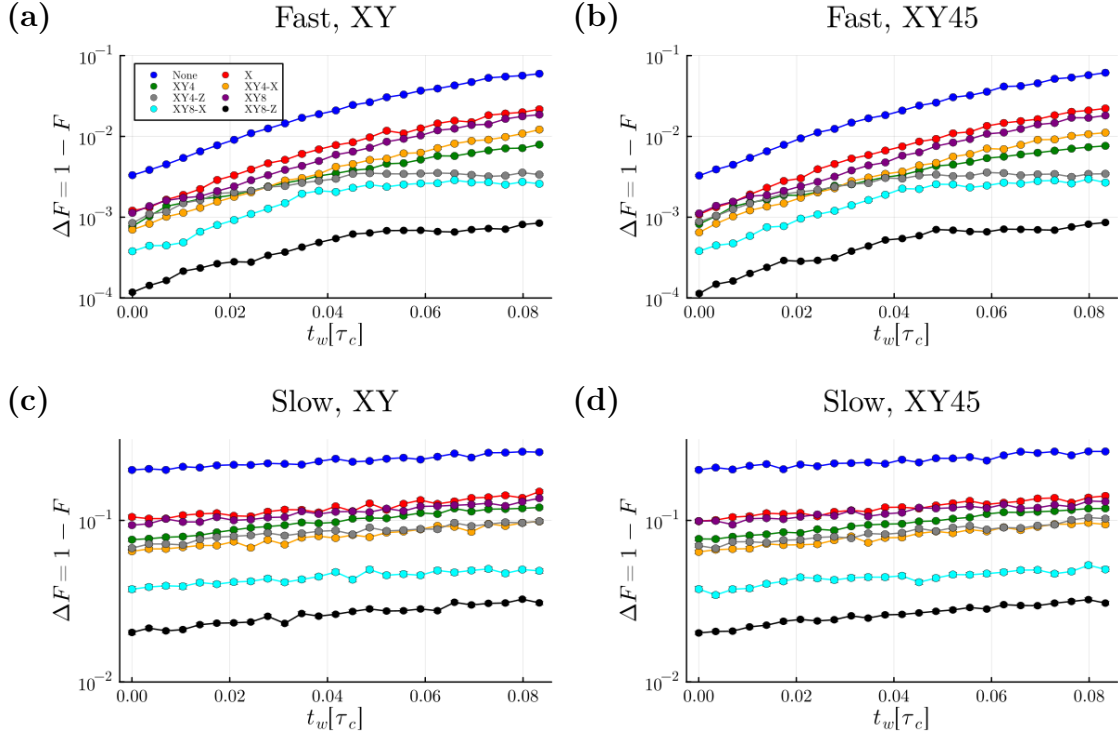 (a) Fast, XY
(b) Fast, XY45
10^{-1}
10^{-2}
10^{-3}
10^{-4}
ΔF = 1 − F
None X
XY4 XY4-X
XY4-Z XY8
XY8-X XY8-Z
0.00 0.02 0.04 0.06 0.08
t_w[τ_c]
10^{-1}
10^{-2}
10^{-3}
10^{-4}
ΔF = 1 − F
0.00 0.02 0.04 0.06 0.08
t_w[τ_c]
(c) Slow, XY
(d) Slow, XY45
10^{-1}
10^{-2}
ΔF = 1 − F
0.00 0.02 0.04 0.06 0.08
t_w[τ_c]
10^{-1}
10^{-2}
ΔF = 1 − F
0.00 0.02 0.04 0.06 0.08
t_w[τ_c]